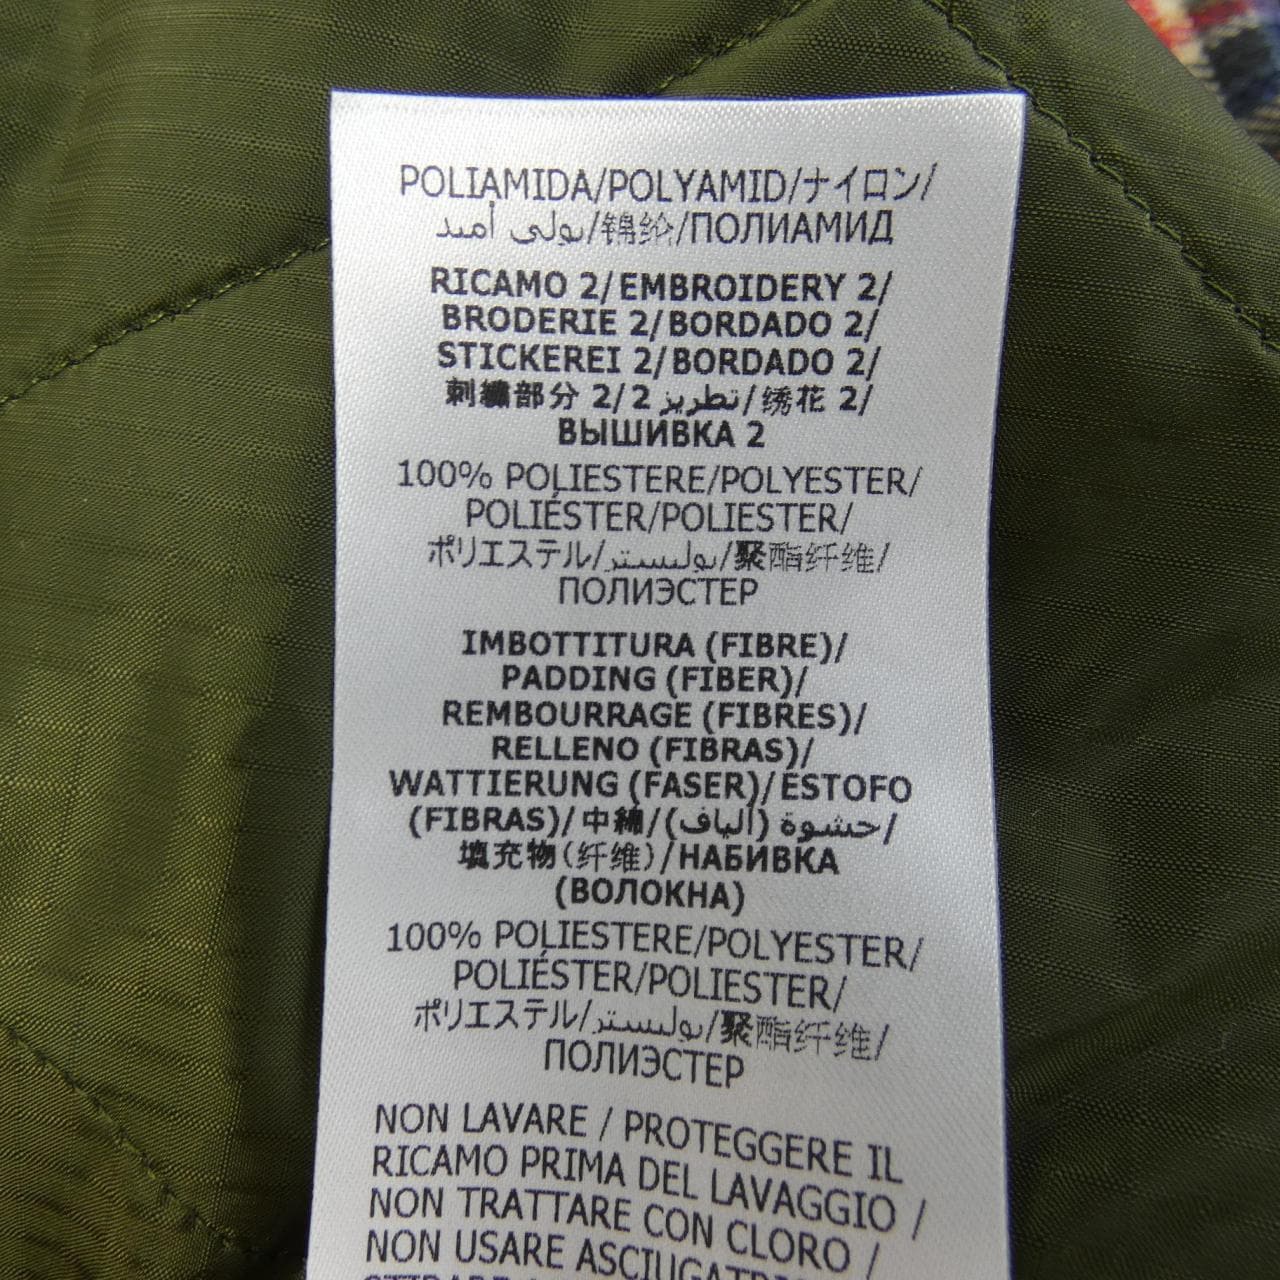 POLIAMIDA/POLYAMID/ナイロン/
بولي أميد/锦纶/ПОЛИАМИД
RICAMO 2/EMBROIDERY 2/
BRODERIE 2/BORDADO 2/
STICKEREI 2/BORDADO 2/
刺繍部分 2/2 تطريز/绣花 2/
ВЫШИВКА 2
100% POLIESTERE/POLYESTER/
POLIÉSTER/POLIESTER/
ポリエステル/بوليستر/聚酯纤维/
ПОЛИЭСТЕР
IMBOTTITURA (FIBRE)/
PADDING (FIBER)/
REMBOURRAGE (FIBRES)/
RELLENO (FIBRAS)/
WATTIERUNG (FASER)/ESTOFO
(FIBRAS)/中綿/حشوة (ألياف)/
填充物(纤维)/НАБИВКА
(ВОЛОКНА)
100% POLIESTERE/POLYESTER/
POLIÉSTER/POLIESTER/
ポリエステル/بوليستر/聚酯纤维/
ПОЛИЭСТЕР
NON LAVARE / PROTEGGERE IL
RICAMO PRIMA DEL LAVAGGIO /
NON TRATTARE CON CLORO /
NON USARE